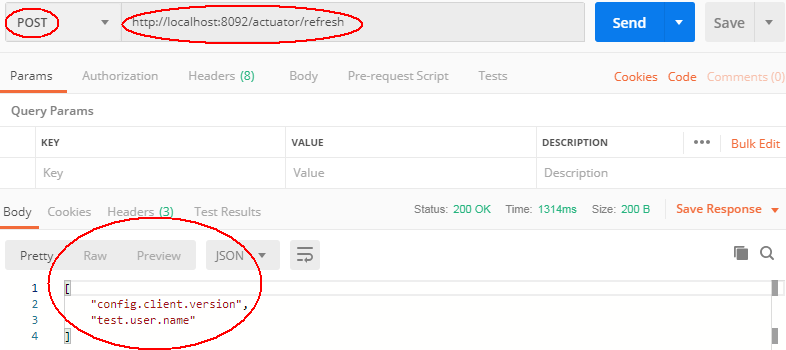 POST http://localhost:8092/actuator/refresh Send Save
Params Authorization Headers (8) Body Pre-request Script Tests Cookies Code Comments (0)
Query Params
KEY VALUE DESCRIPTION ••• Bulk Edit
Key Value Description
Body Cookies Headers (3) Test Results Status: 200 OK Time: 1314ms Size: 200 B Save Response
Pretty Raw Preview JSON
1 [
2 "config.client.version",
3 "test.user.name"
4 ]